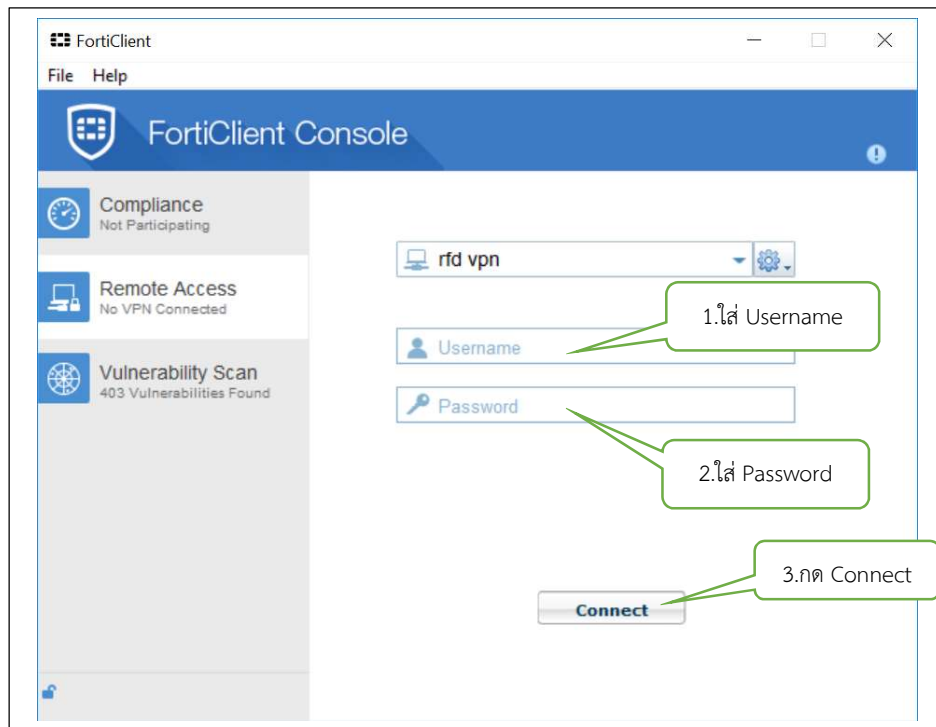 FortiClient
File Help
FortiClient Console
Compliance
Not Participating
Remote Access
No VPN Connected
Vulnerability Scan
403 Vulnerabilities Found
rfd vpn
1.ใส่ Username
Username
Password
2.ใส่ Password
3.กด Connect
Connect